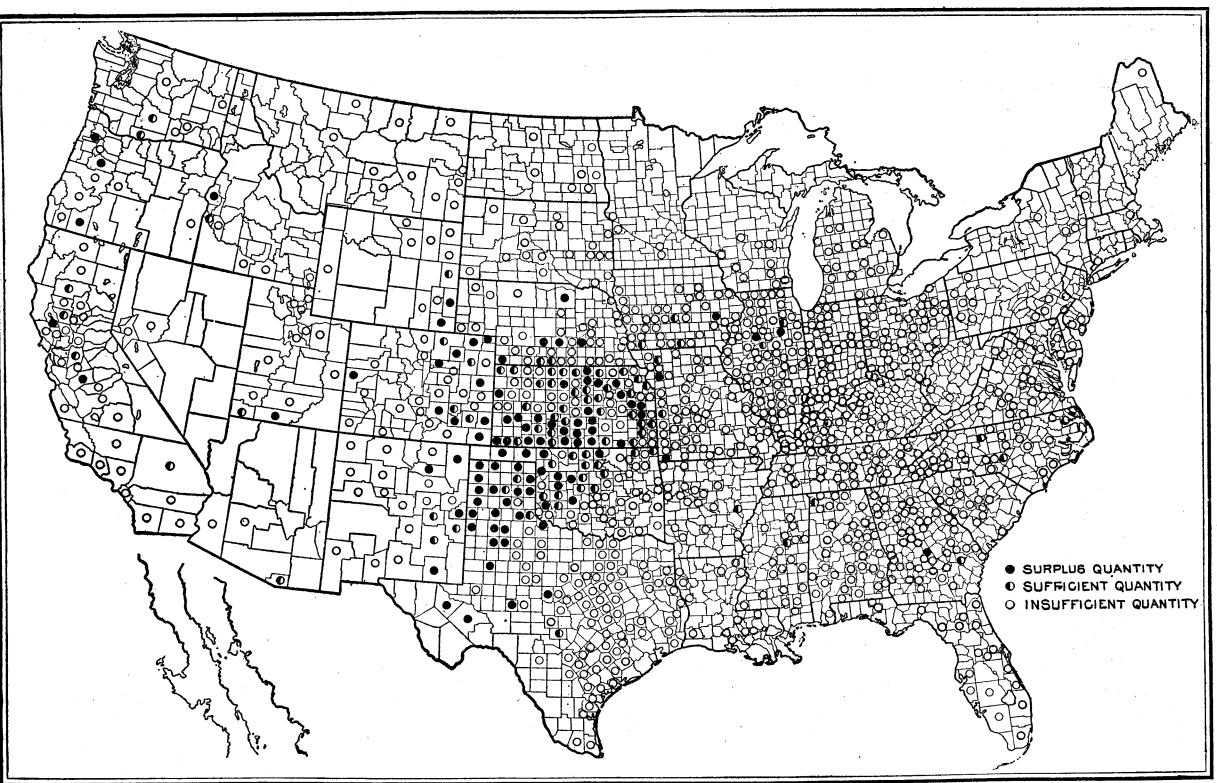 ● SURPLUS QUANTITY
◑ SUFFICIENT QUANTITY
○ INSUFFICIENT QUANTITY